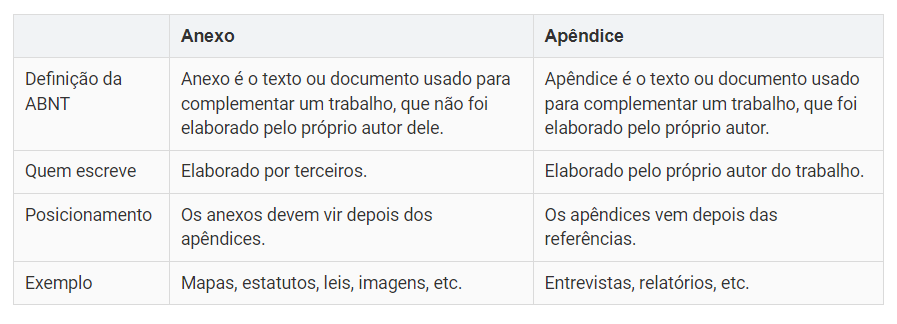 Anexo Apêndice
Definição da Anexo é o texto ou documento usado para Apêndice é o texto ou documento usado
ABNT complementar um trabalho, que não foi para complementar um trabalho, que foi
elaborado pelo próprio autor dele. elaborado pelo próprio autor.
Quem escreve Elaborado por terceiros. Elaborado pelo próprio autor do trabalho.
Posicionamento Os anexos devem vir depois dos Os apêndices vem depois das
apêndices. referências.
Exemplo Mapas, estatutos, leis, imagens, etc. Entrevistas, relatórios, etc.